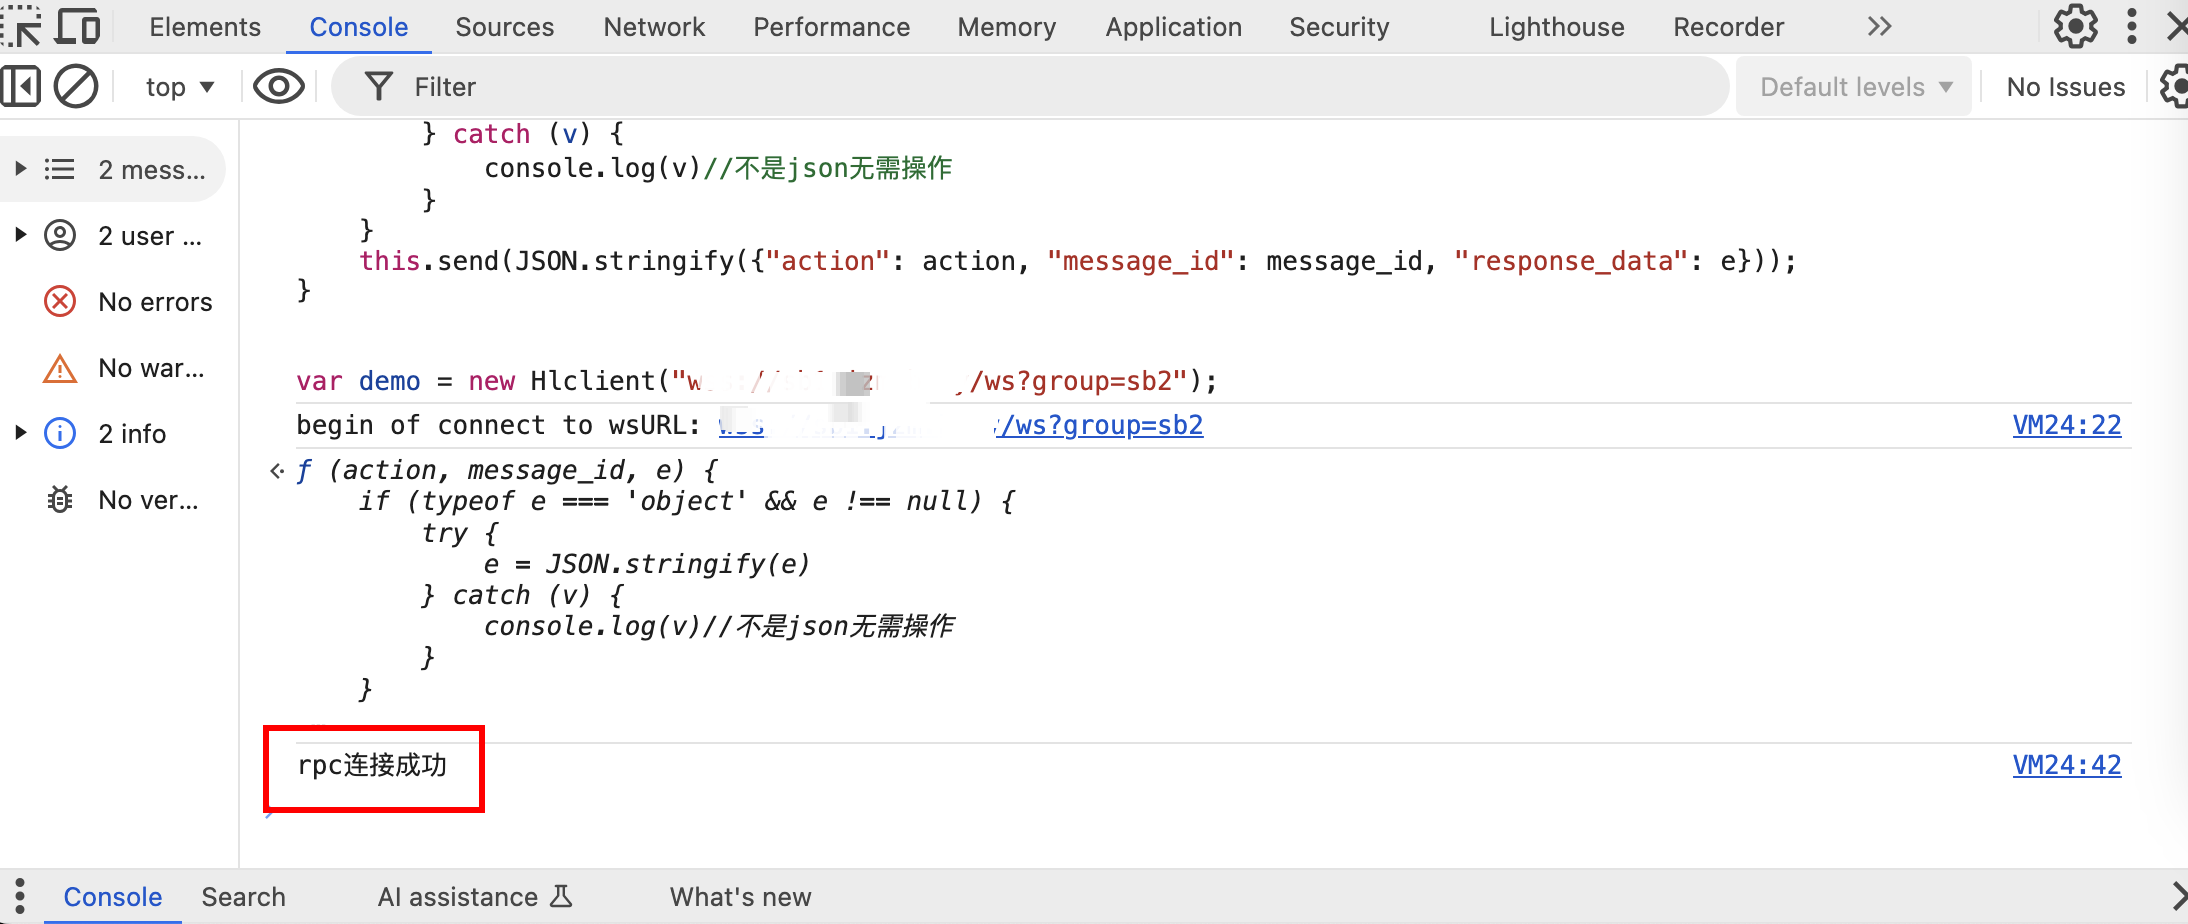 Elements Console Sources Network Performance Memory Application Security Lighthouse Recorder
top Filter Default levels No Issues
2 mess...
2 user ...
No errors
No war...
2 info
No ver...
} catch (v) {
console.log(v)//不是json无需操作
}
}
this.send(JSON.stringify({"action": action, "message_id": message_id, "response_data": e}));
}
var demo = new Hlclient(" /ws?group=sb2");
begin of connect to wsURL: /ws?group=sb2 VM24:22
f (action, message_id, e) {
if (typeof e === 'object' && e !== null) {
try {
e = JSON.stringify(e)
} catch (v) {
console.log(v)//不是json无需操作
}
}
rpc连接成功 VM24:42
Console Search AI assistance What's new